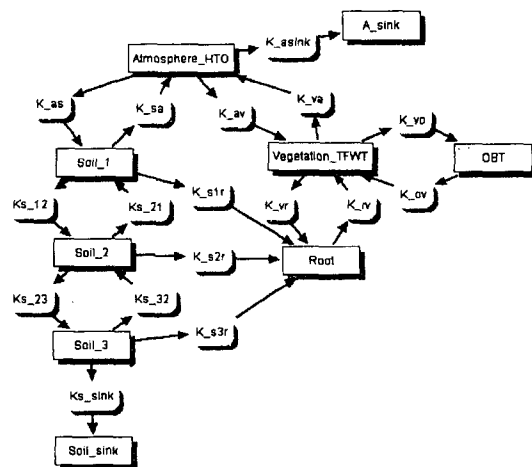 A_sink
K_asink
Atmosphere_HTO
K_as
K_sa
K_av
K_va
K_vo
Soil_1
Vegetation_TFWT
OBT
Ks_12
Ks_21
K_s1r
K_vr
K_rv
K_ov
Soil_2
K_s2r
Root
Ks_23
Ks_32
K_s3r
Soil_3
Ks_sink
Soil_sink